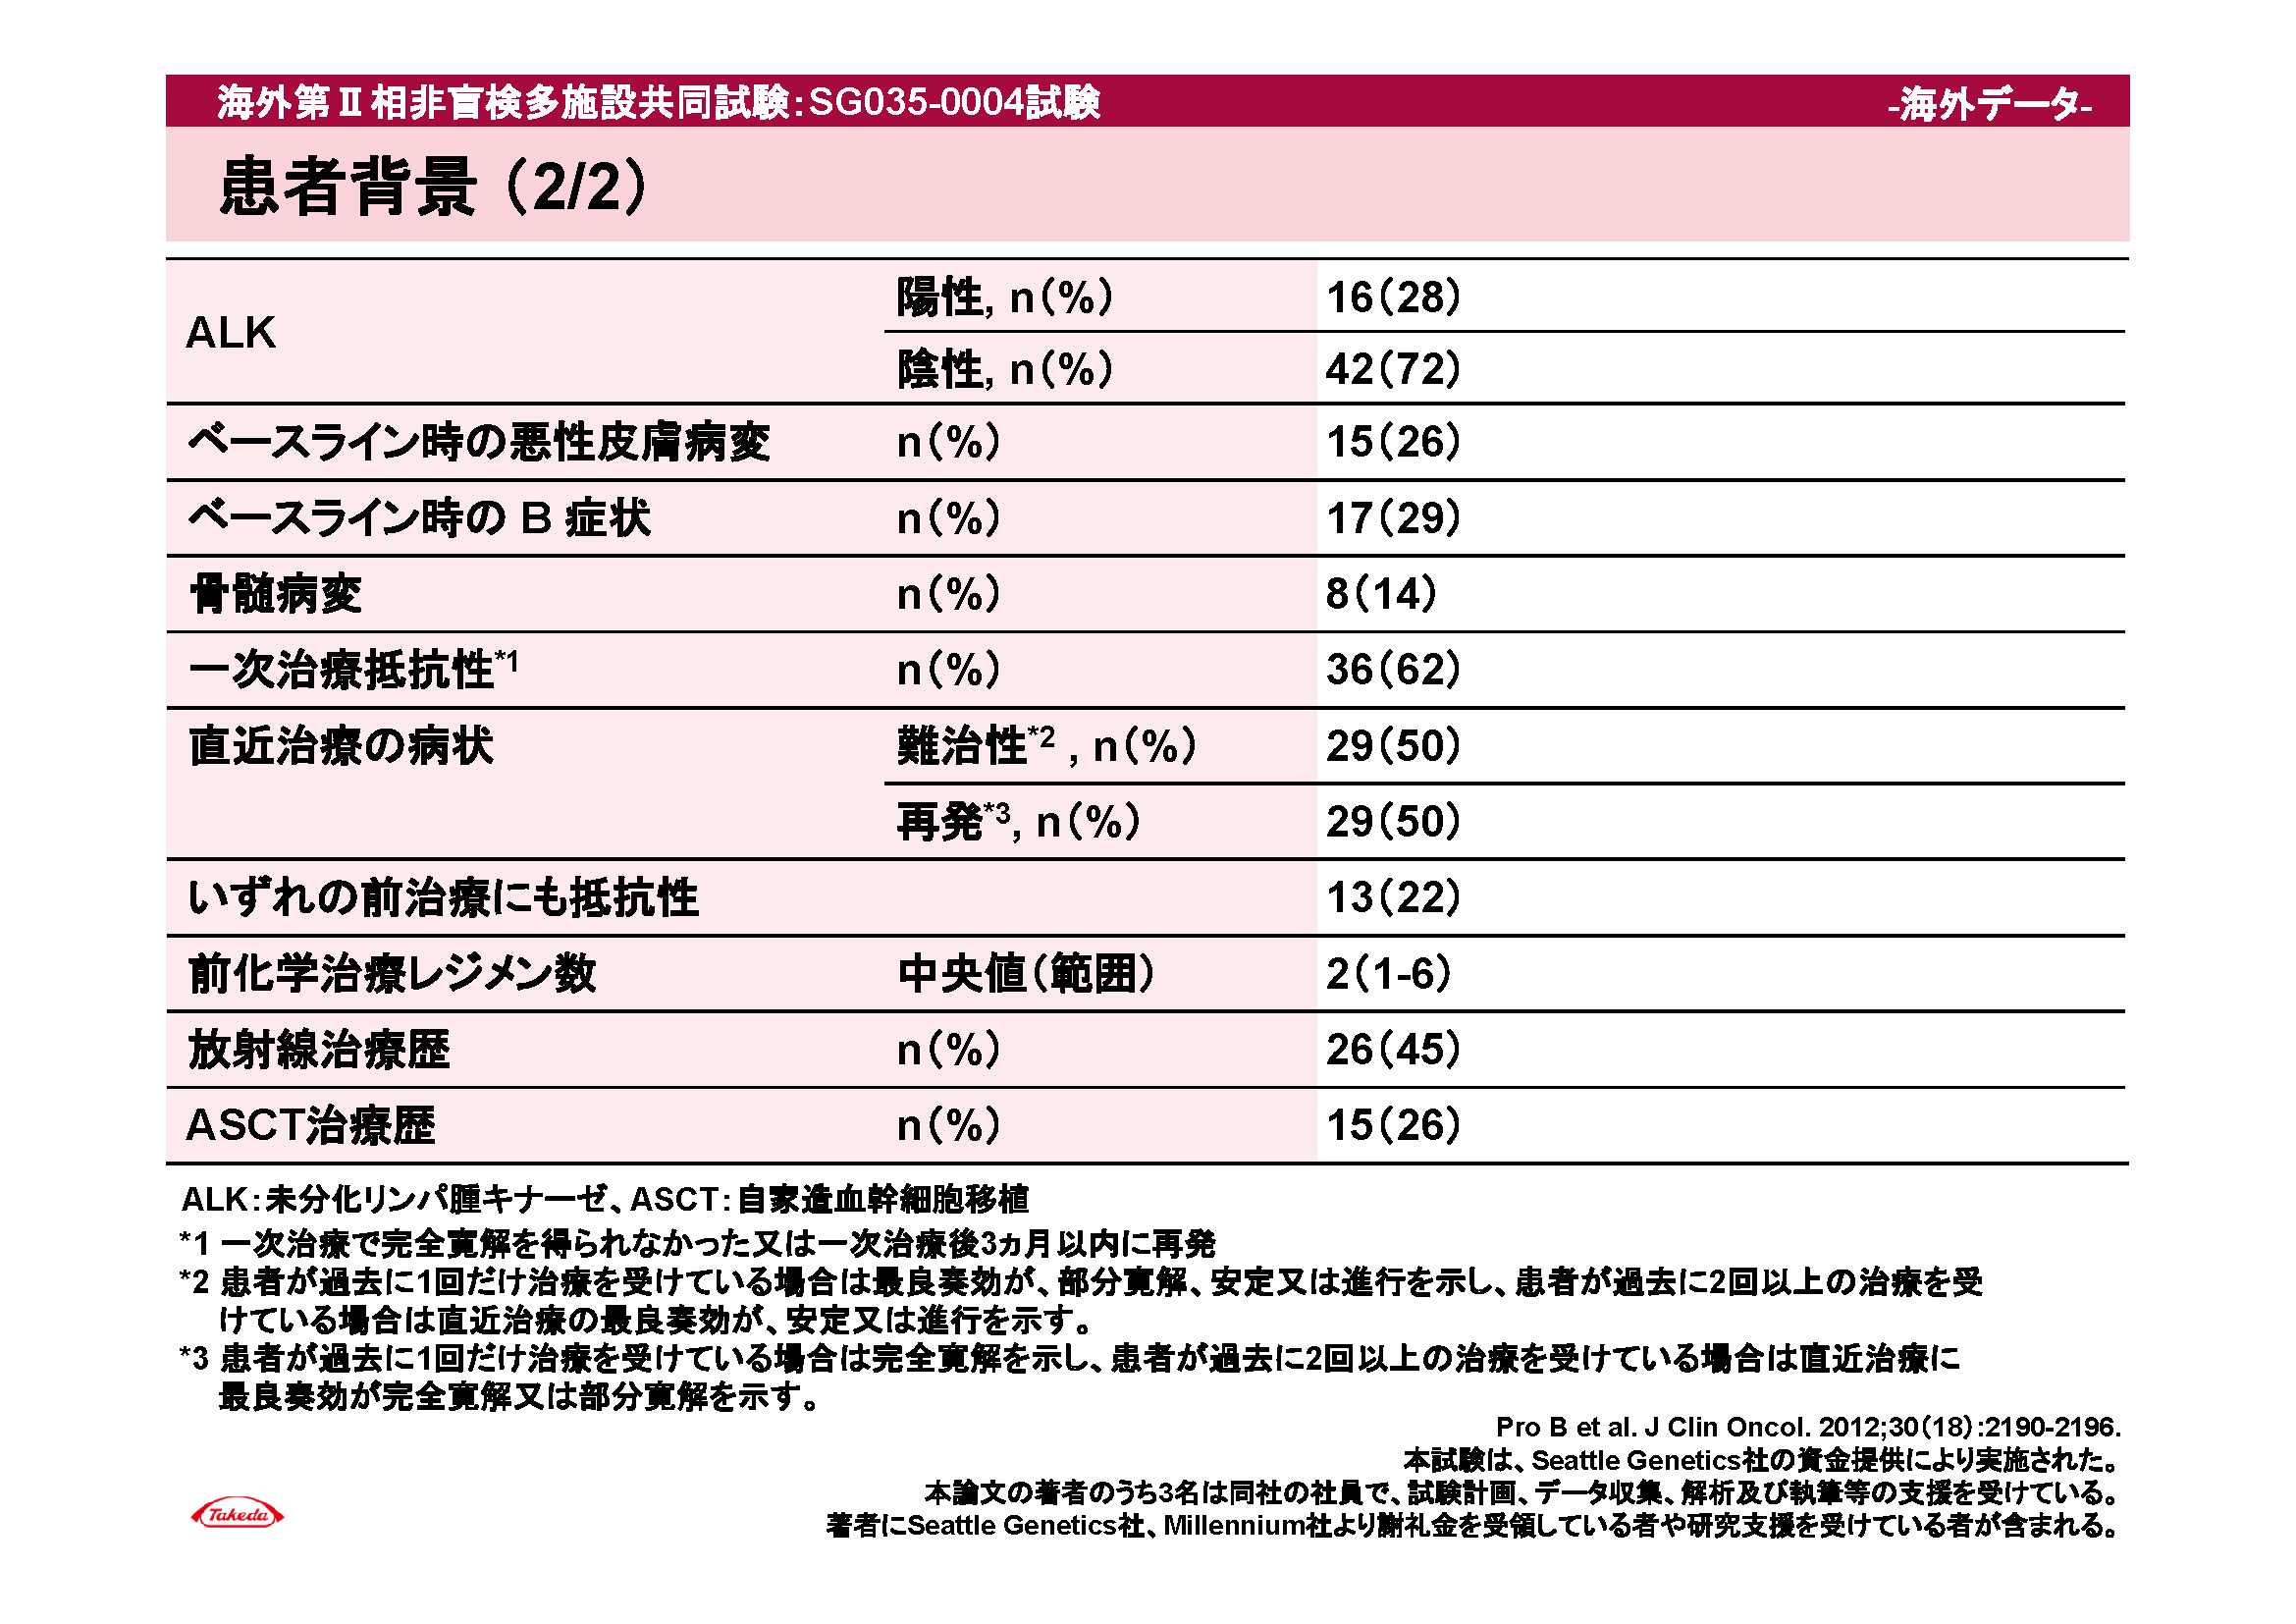 海外第Ⅱ相非盲検多施設共同試験：SG035-0004試験 -海外データ-
患者背景（2/2）
ALK 陽性, n（%） 16（28）
陰性, n（%） 42（72）
ベースライン時の悪性皮膚病変 n（%） 15（26）
ベースライン時の B 症状 n（%） 17（29）
骨髄病変 n（%） 8（14）
一次治療抵抗性*1 n（%） 36（62）
直近治療の病状 難治性*2 , n（%） 29（50）
再発*3, n（%） 29（50）
いずれの前治療にも抵抗性 13（22）
前化学治療レジメン数 中央値（範囲） 2（1-6）
放射線治療歴 n（%） 26（45）
ASCT治療歴 n（%） 15（26）
ALK：未分化リンパ腫キナーゼ、ASCT：自家造血幹細胞移植
*1 一次治療で完全寛解を得られなかった又は一次治療後3ヵ月以内に再発
*2 患者が過去に1回だけ治療を受けている場合は最良奏効が、部分寛解、安定又は進行を示し、患者が過去に2回以上の治療を受
けている場合は直近治療の最良奏効が、安定又は進行を示す。
*3 患者が過去に1回だけ治療を受けている場合は完全寛解を示し、患者が過去に2回以上の治療を受けている場合は直近治療に
最良奏効が完全寛解又は部分寛解を示す。
Pro B et al. J Clin Oncol. 2012;30（18）:2190-2196.
本試験は、Seattle Genetics社の資金提供により実施された。
本論文の著者のうち3名は同社の社員で、試験計画、データ収集、解析及び執筆等の支援を受けている。
著者にSeattle Genetics社、Millennium社より謝礼金を受領している者や研究支援を受けている者が含まれる。
Takeda